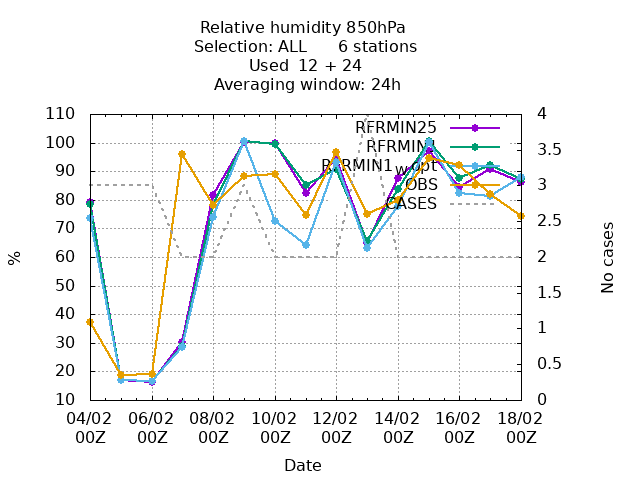 Relative humidity 850hPa
Selection: ALL 6 stations
Used 12 + 24
Averaging window: 24h
110
100
90
80
70
60
50
40
30
20
10
%
4
3.5
3
2.5
2
1.5
1
0.5
0
No cases
RFRMIN25
OBS
CASES
04/02 06/02 08/02 10/02 12/02 14/02 16/02 18/02
00Z 00Z 00Z 00Z 00Z 00Z 00Z 00Z
Date